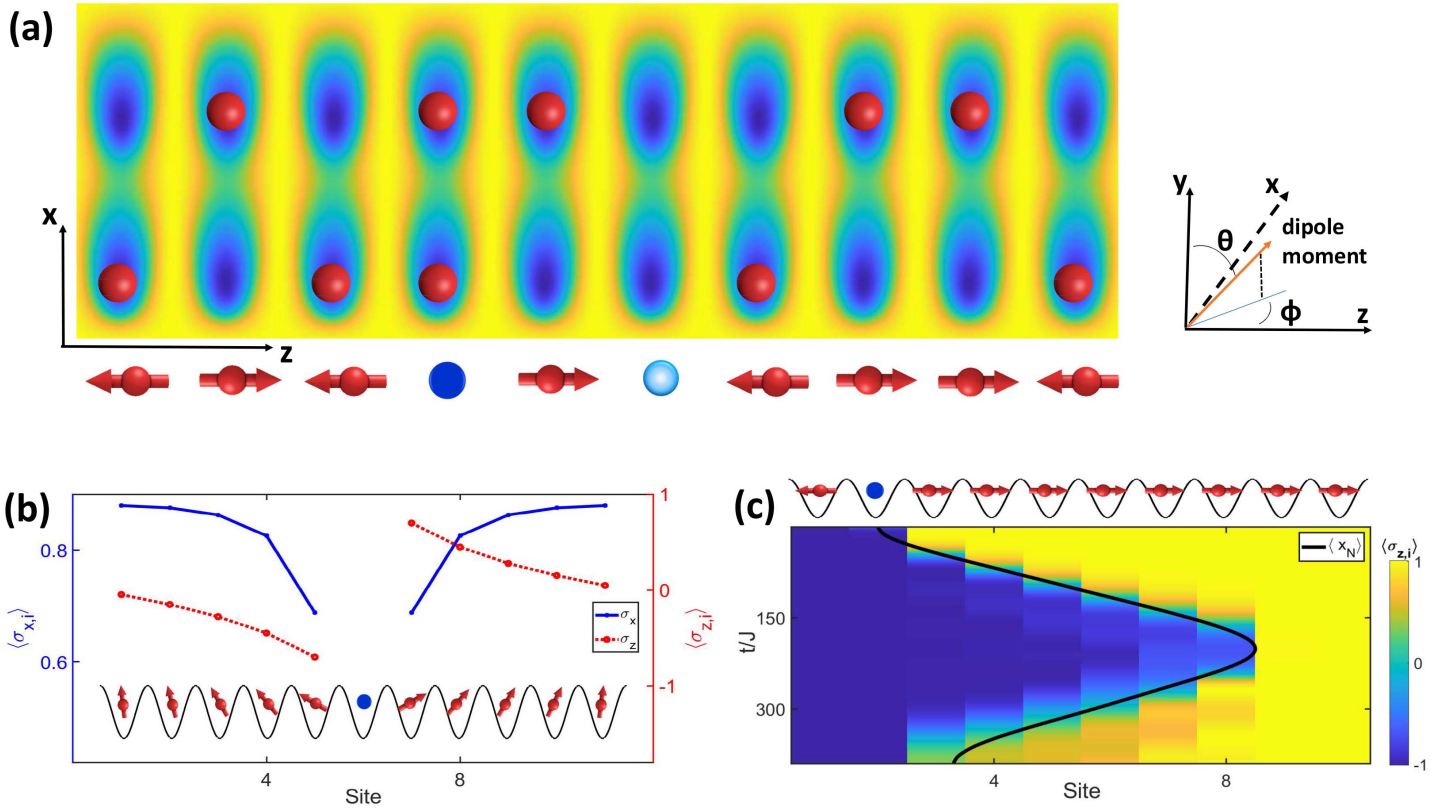 (a)
x
z
y
x
θ
dipole
moment
ϕ
z
(b)
⟨σx,i⟩
0.8
0.6
4
8
Site
1
0
-1
⟨σz,i⟩
σx
σz
(c)
⟨ xN⟩
⟨σz,i⟩
t/J
150
300
4
8
Site
1
0
-1